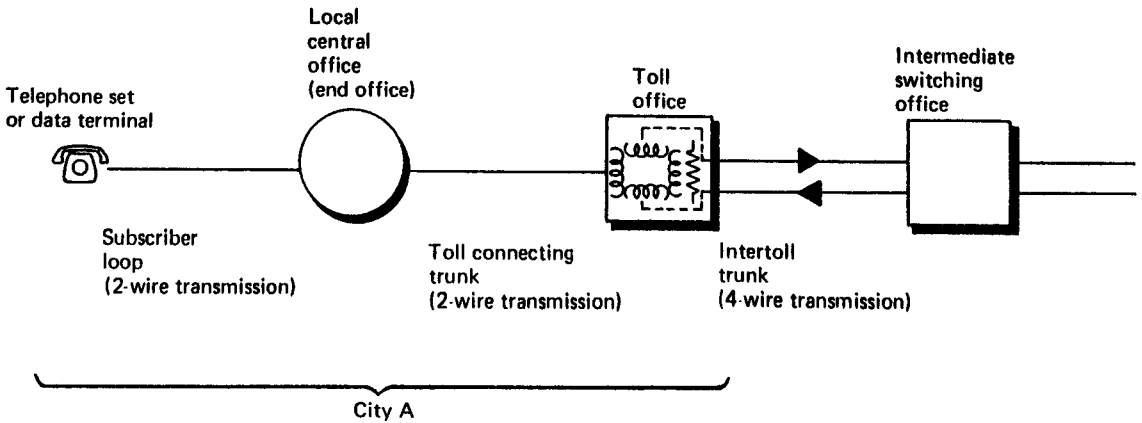 Telephone set
or data terminal
Local
central
office
(end office)
Toll
office
Intermediate
switching
office
Subscriber
loop
(2-wire transmission)
Toll connecting
trunk
(2-wire transmission)
Intertoll
trunk
(4-wire transmission)
City A